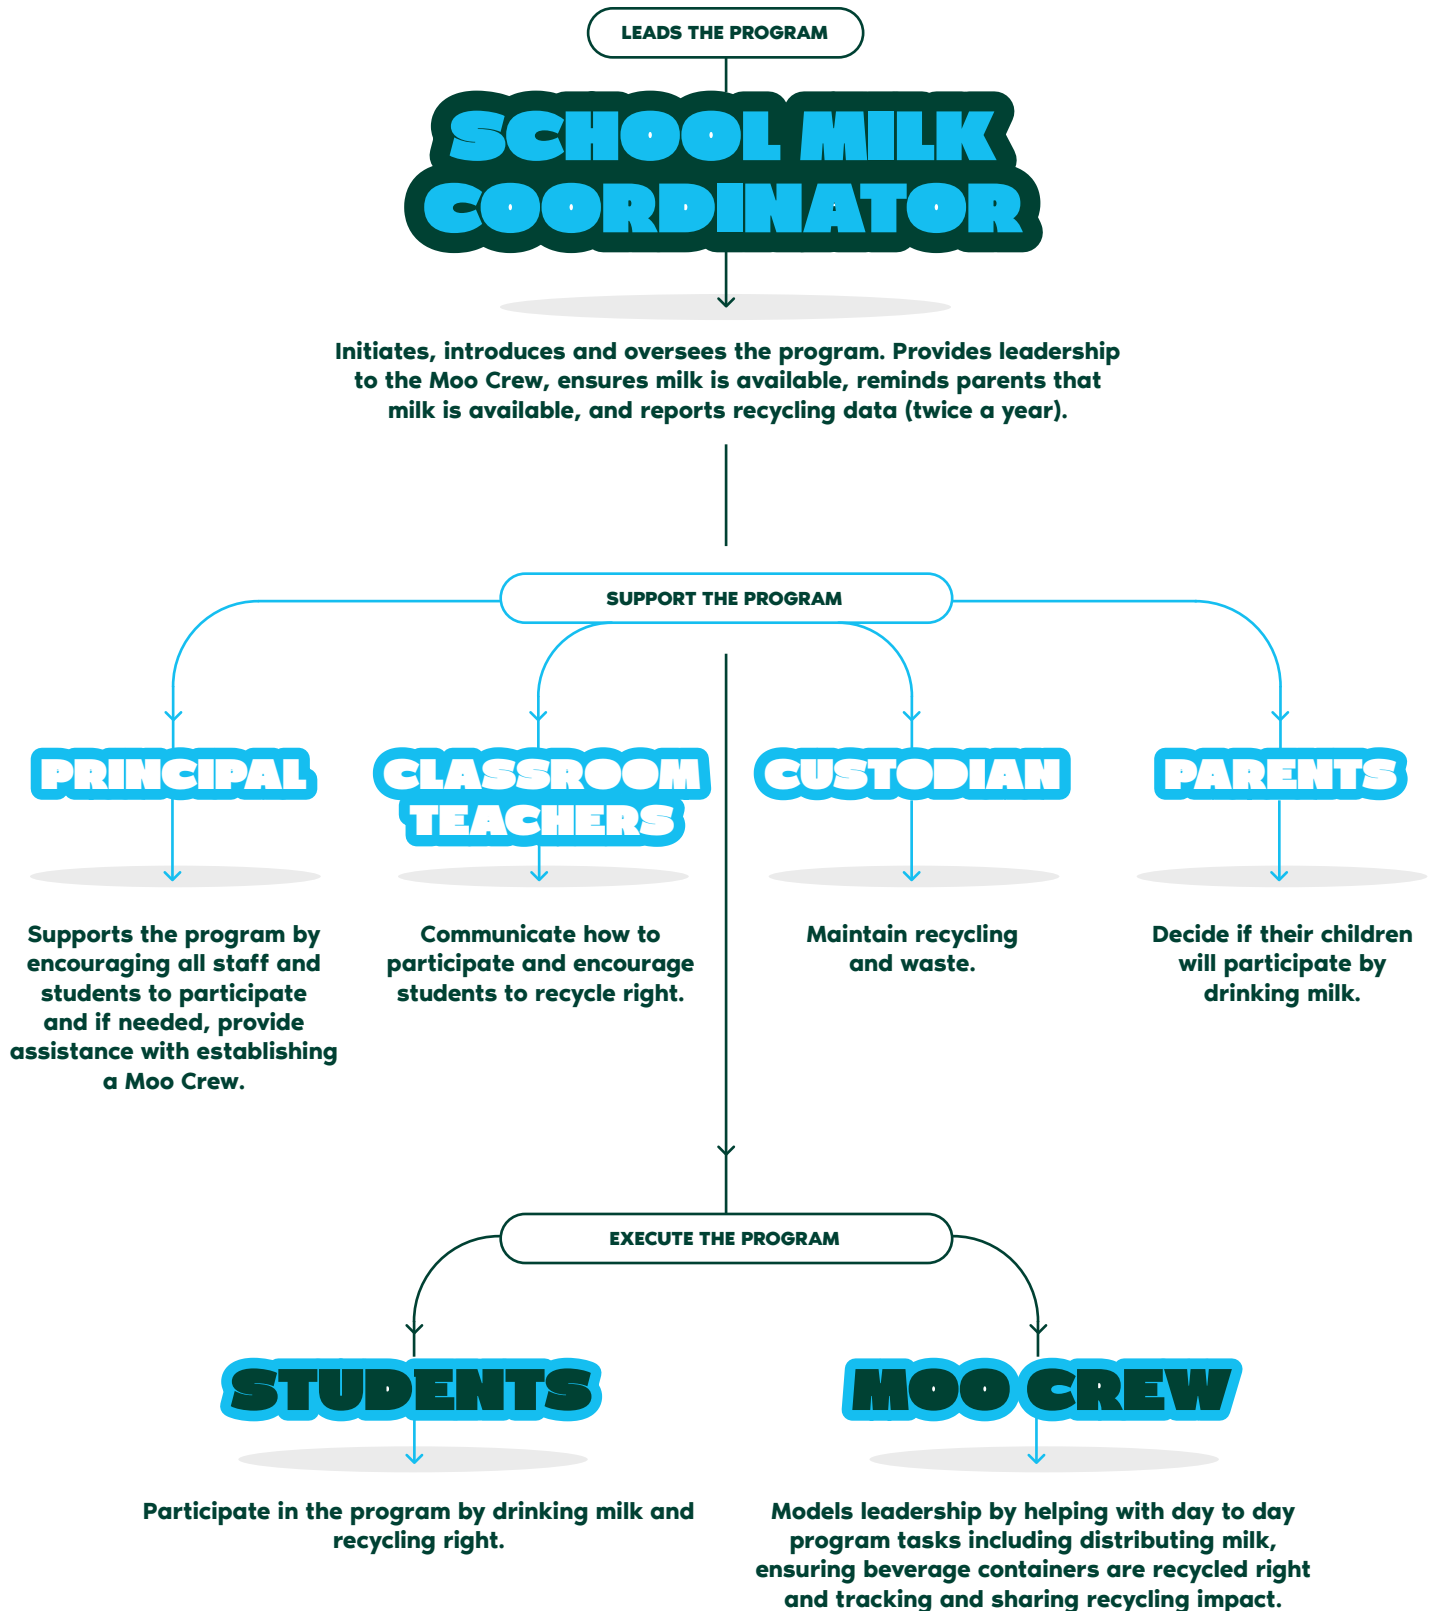 LEADS THE PROGRAM
SCHOOL MILK
COORDINATOR
Initiates, introduces and oversees the program. Provides leadership
to the Moo Crew, ensures milk is available, reminds parents that
milk is available, and reports recycling data (twice a year).
SUPPORT THE PROGRAM
PRINCIPAL
Supports the program by
encouraging all staff and
students to participate
and if needed, provide
assistance with establishing
a Moo Crew.
CLASSROOM
TEACHERS
Communicate how to
participate and encourage
students to recycle right.
CUSTODIAN
Maintain recycling
and waste.
PARENTS
Decide if their children
will participate by
drinking milk.
EXECUTE THE PROGRAM
STUDENTS
Participate in the program by drinking milk and
recycling right.
MOO CREW
Models leadership by helping with day to day
program tasks including distributing milk,
ensuring beverage containers are recycled right
and tracking and sharing recycling impact.